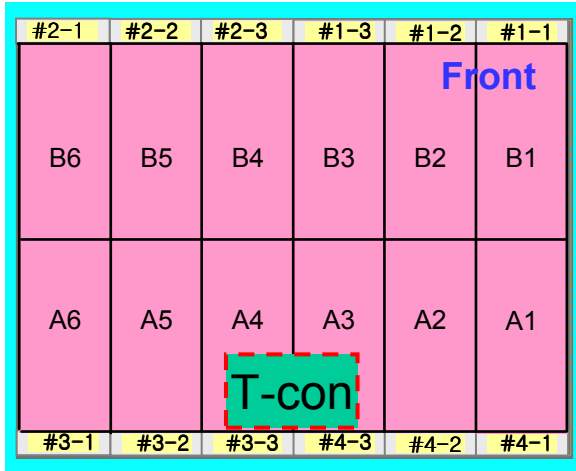 #2-1 #2-2 #2-3 #1-3 #1-2 #1-1
Front
B6 B5 B4 B3 B2 B1
A6 A5 A4 A3 A2 A1
T-con
#3-1 #3-2 #3-3 #4-3 #4-2 #4-1